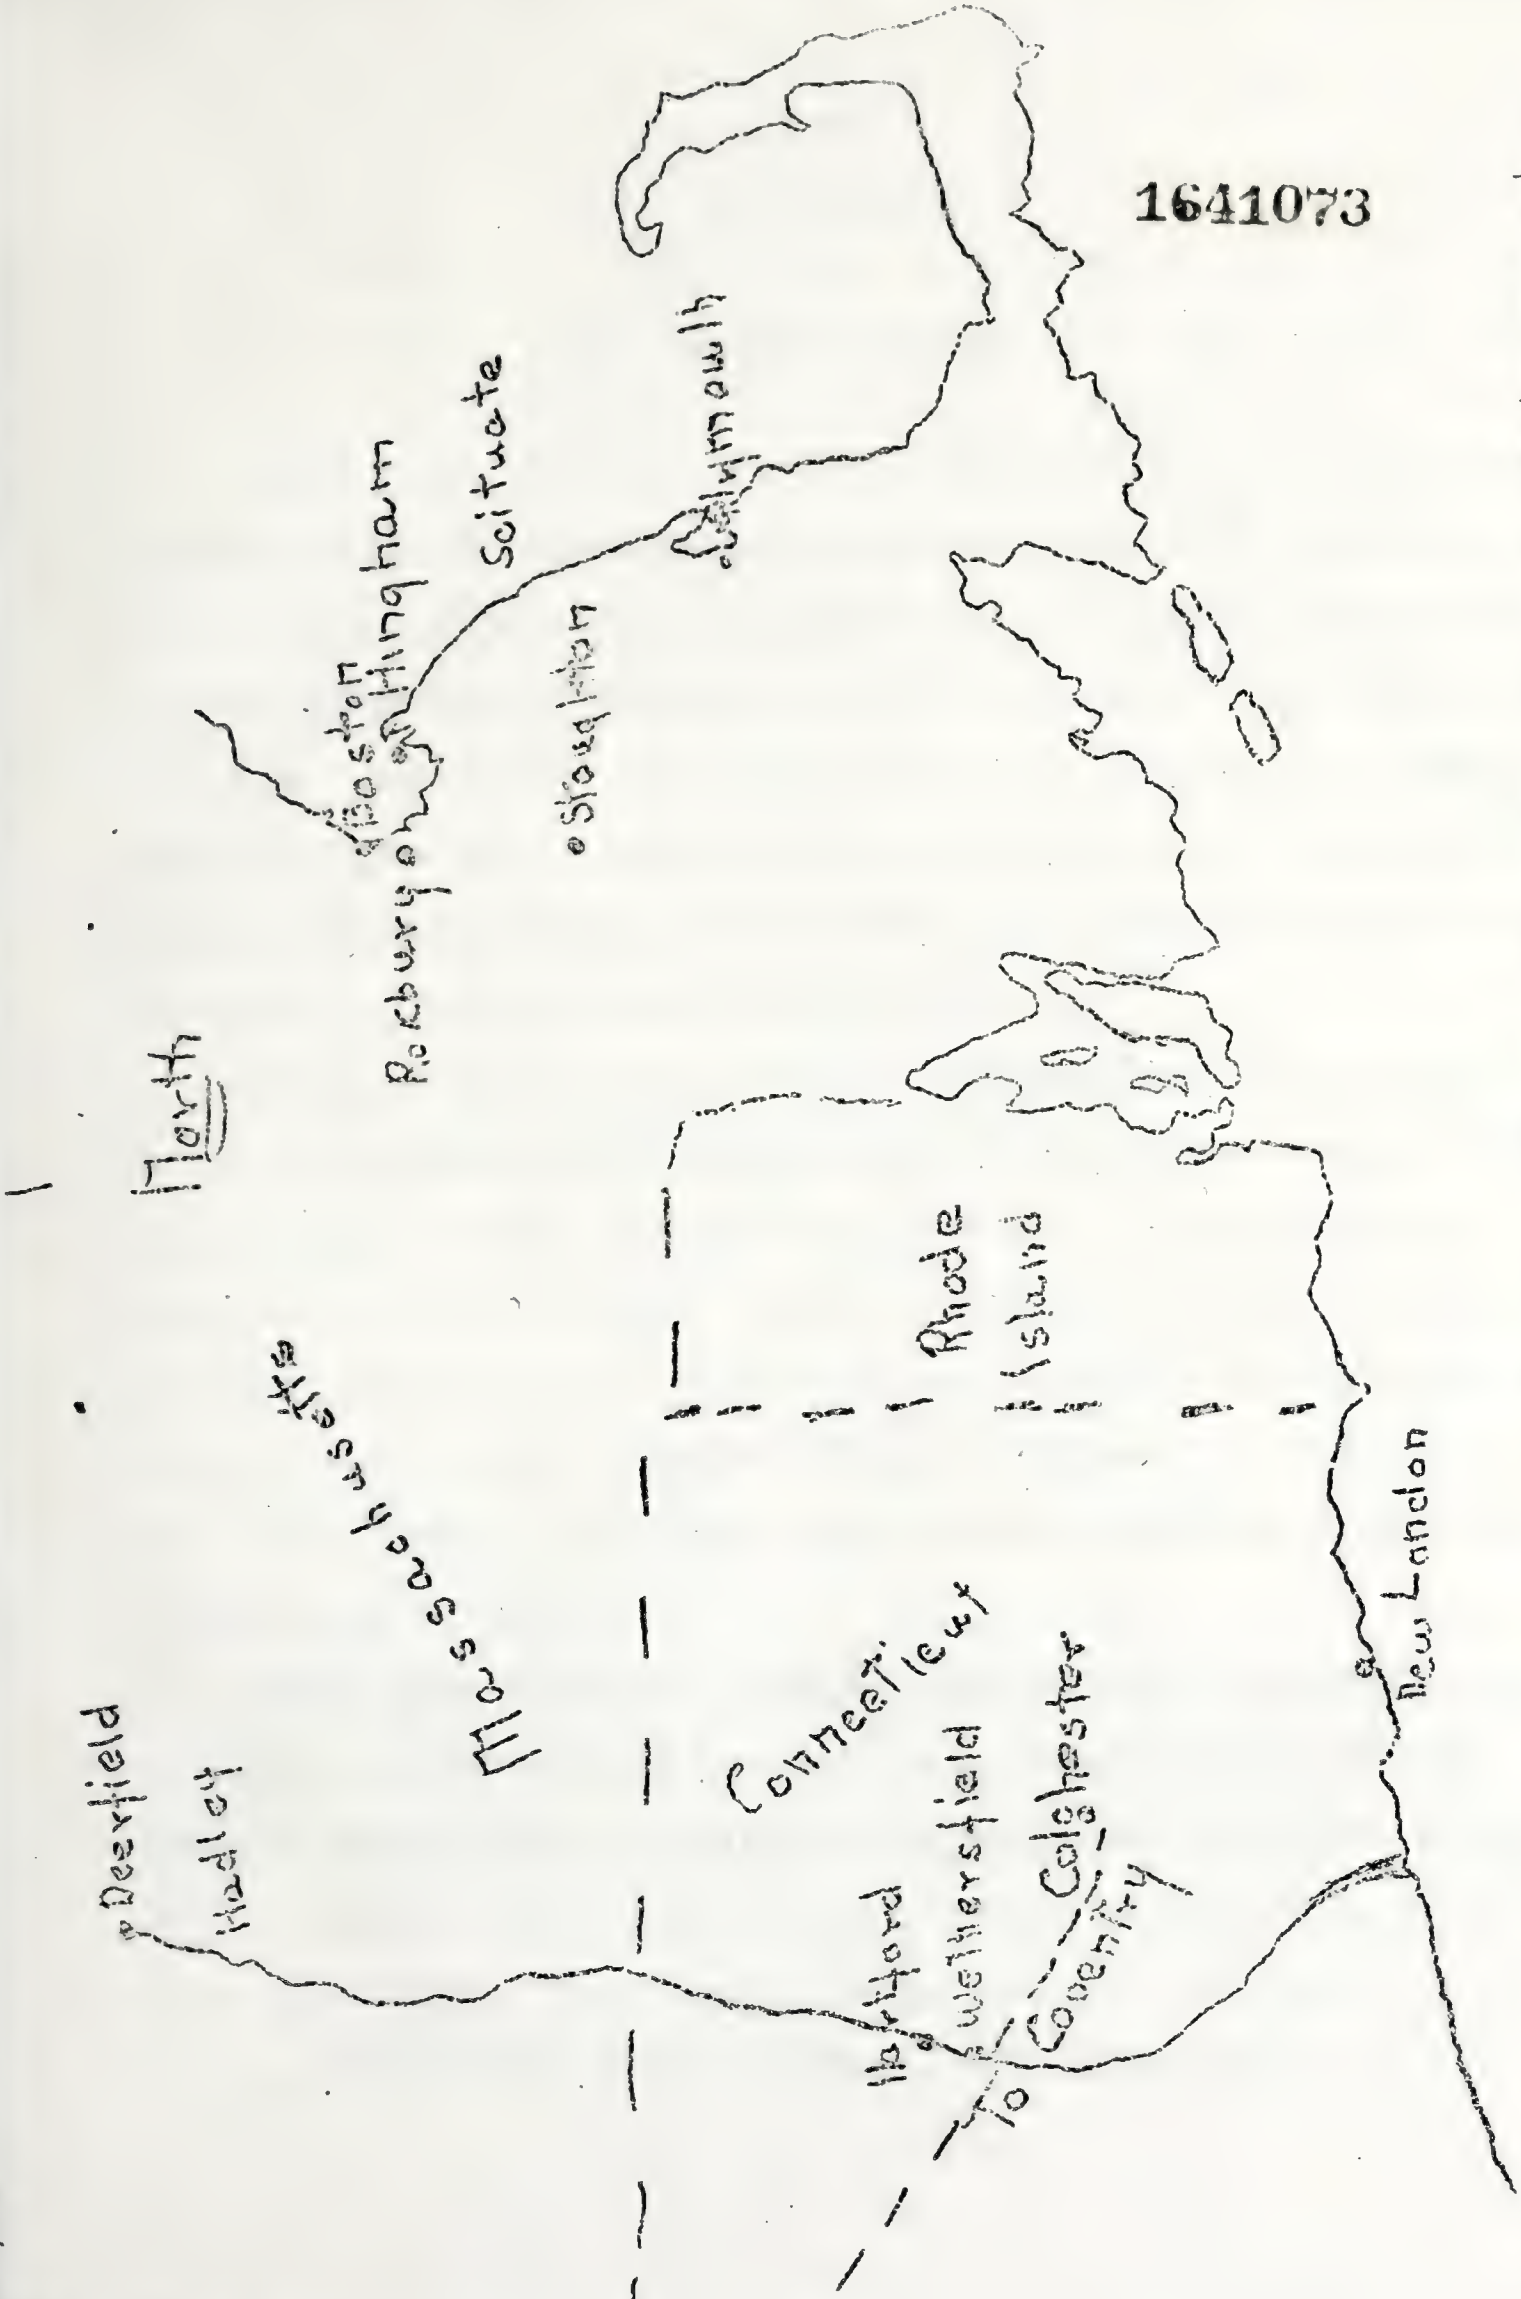 1641073
North
Deerfield
Hadley
Massachusetts
Boston
Roxbury
Hingham
Scituate
Stoughton
Plymouth
Rhode
Island
Connecticut
Hartford
Wethersfield
Colchester
To Coventry
New London